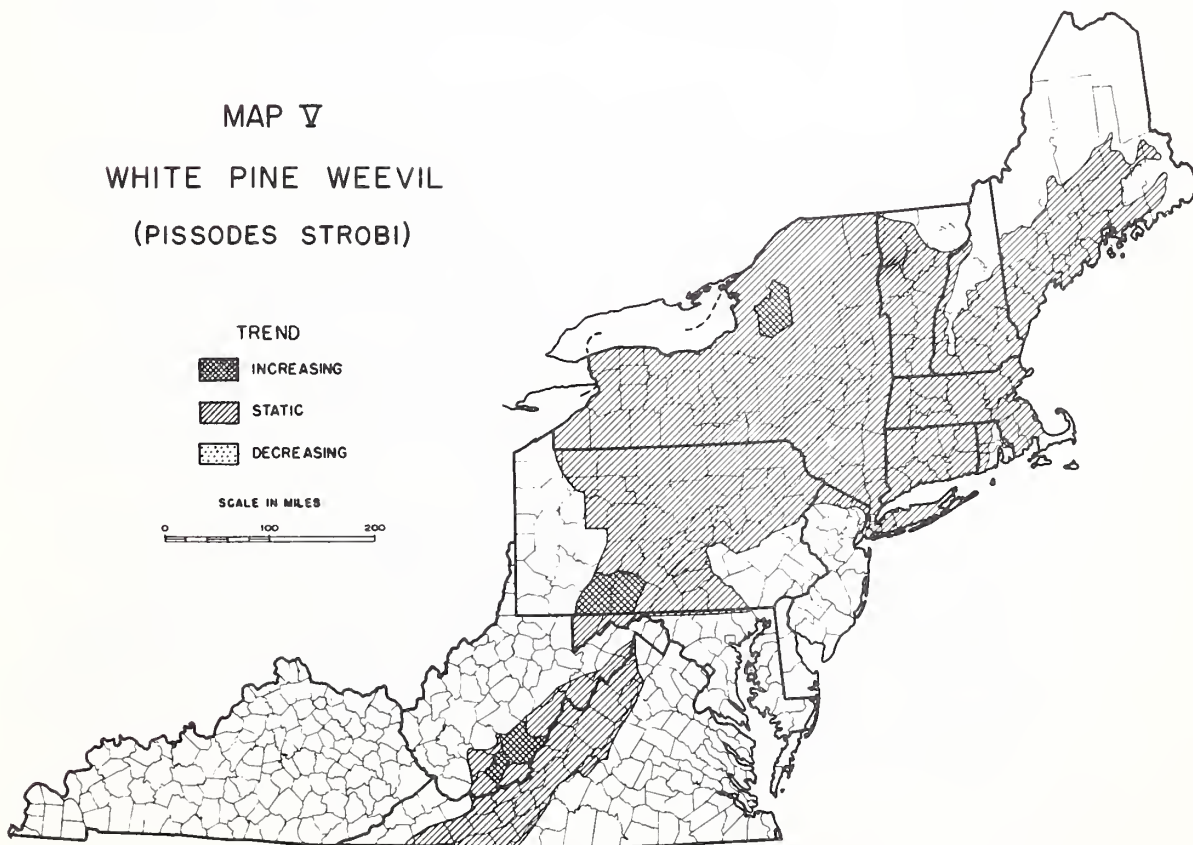 MAP V
WHITE PINE WEEVIL
(PISSODES STROBI)
TREND
INCREASING
STATIC
DECREASING
SCALE IN MILES
0 100 200